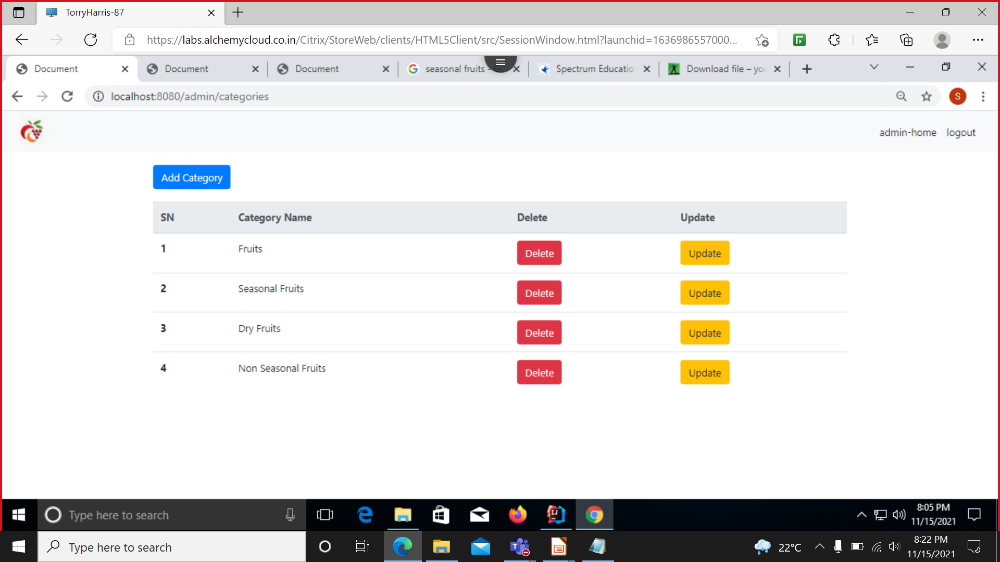 TorryHarris-87
https://labs.alchemycloud.co.in/Citrix/StoreWeb/clients/HTML5Client/src/SessionWindow.html?launchid=1636986557000...
Document
Document
Document
seasonal fruits - Go
Spectrum Educatio
Download file – you
localhost:8080/admin/categories
S
admin-home logout
Add Category
SN Category Name Delete Update
1 Fruits Delete Update
2 Seasonal Fruits Delete Update
3 Dry Fruits Delete Update
4 Non Seasonal Fruits Delete Update
Type here to search
8:05 PM
11/15/2021
Type here to search
22°C
8:22 PM
11/15/2021